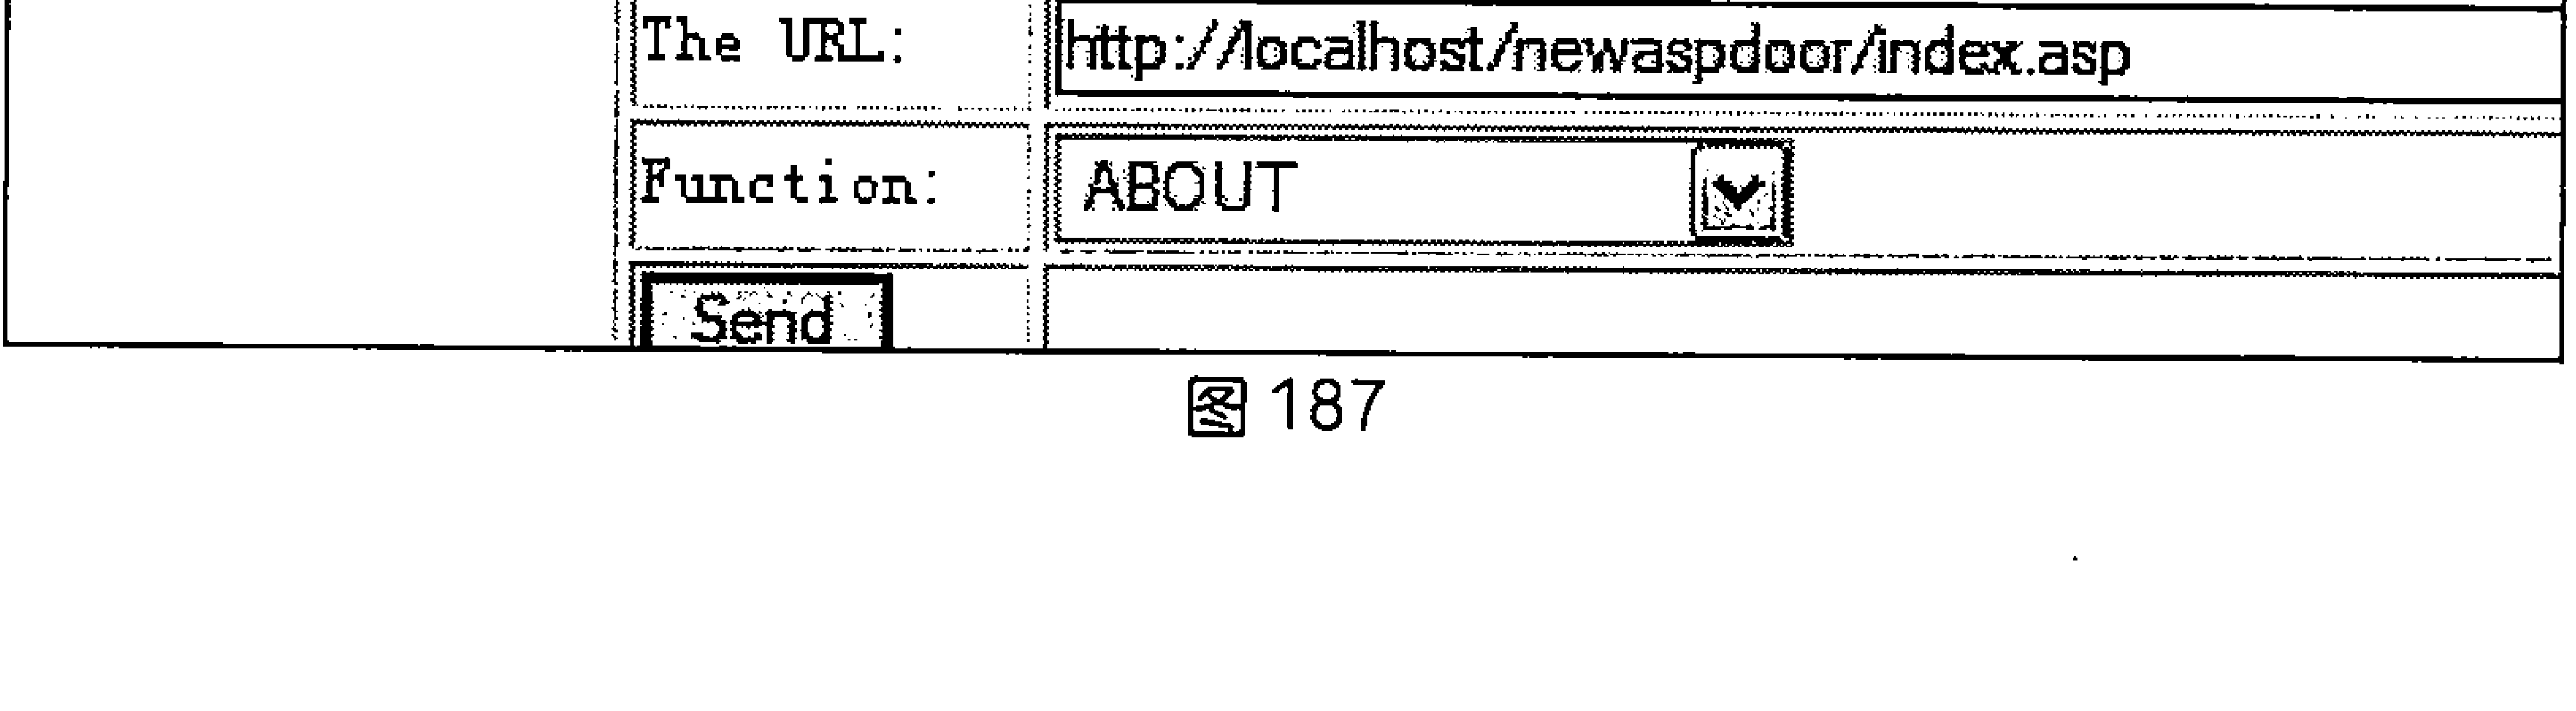 The URL: http://localhost/newaspdoor/index.asp
Function: ABOUT
Send
图 187